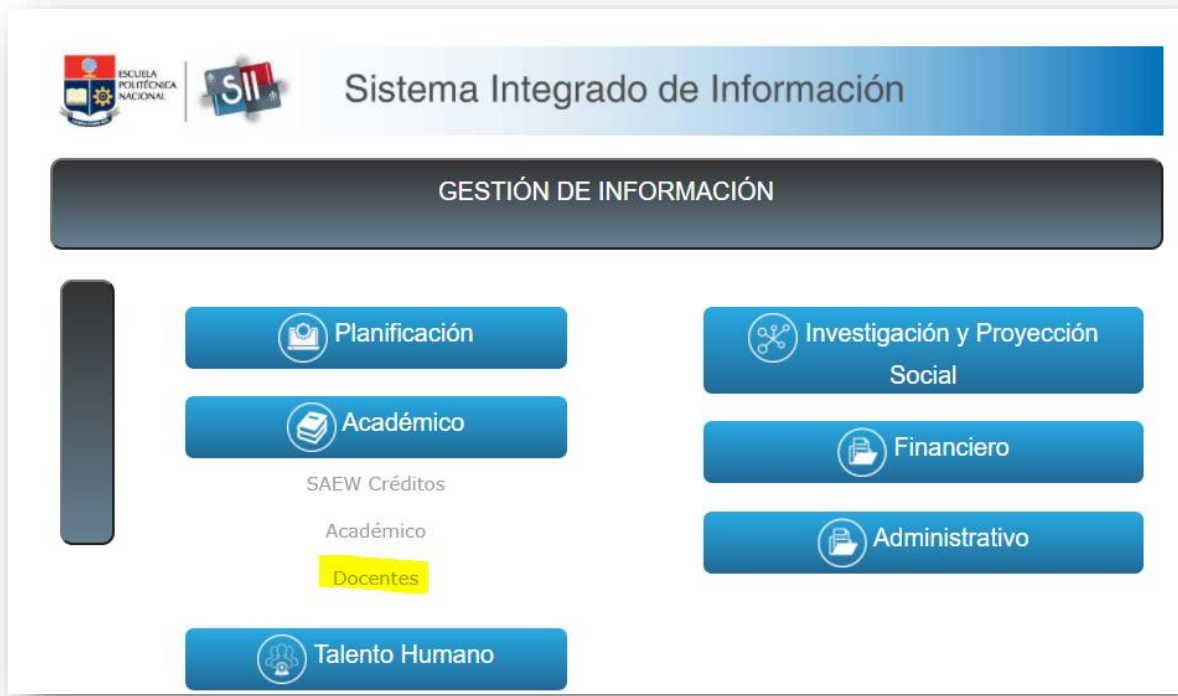 ESCUELA
POLITÉCNICA
NACIONAL
SII
Sistema Integrado de Información
GESTIÓN DE INFORMACIÓN
Planificación
Académico
SAEW Créditos
Académico
Docentes
Talento Humano
Investigación y Proyección
Social
Financiero
Administrativo